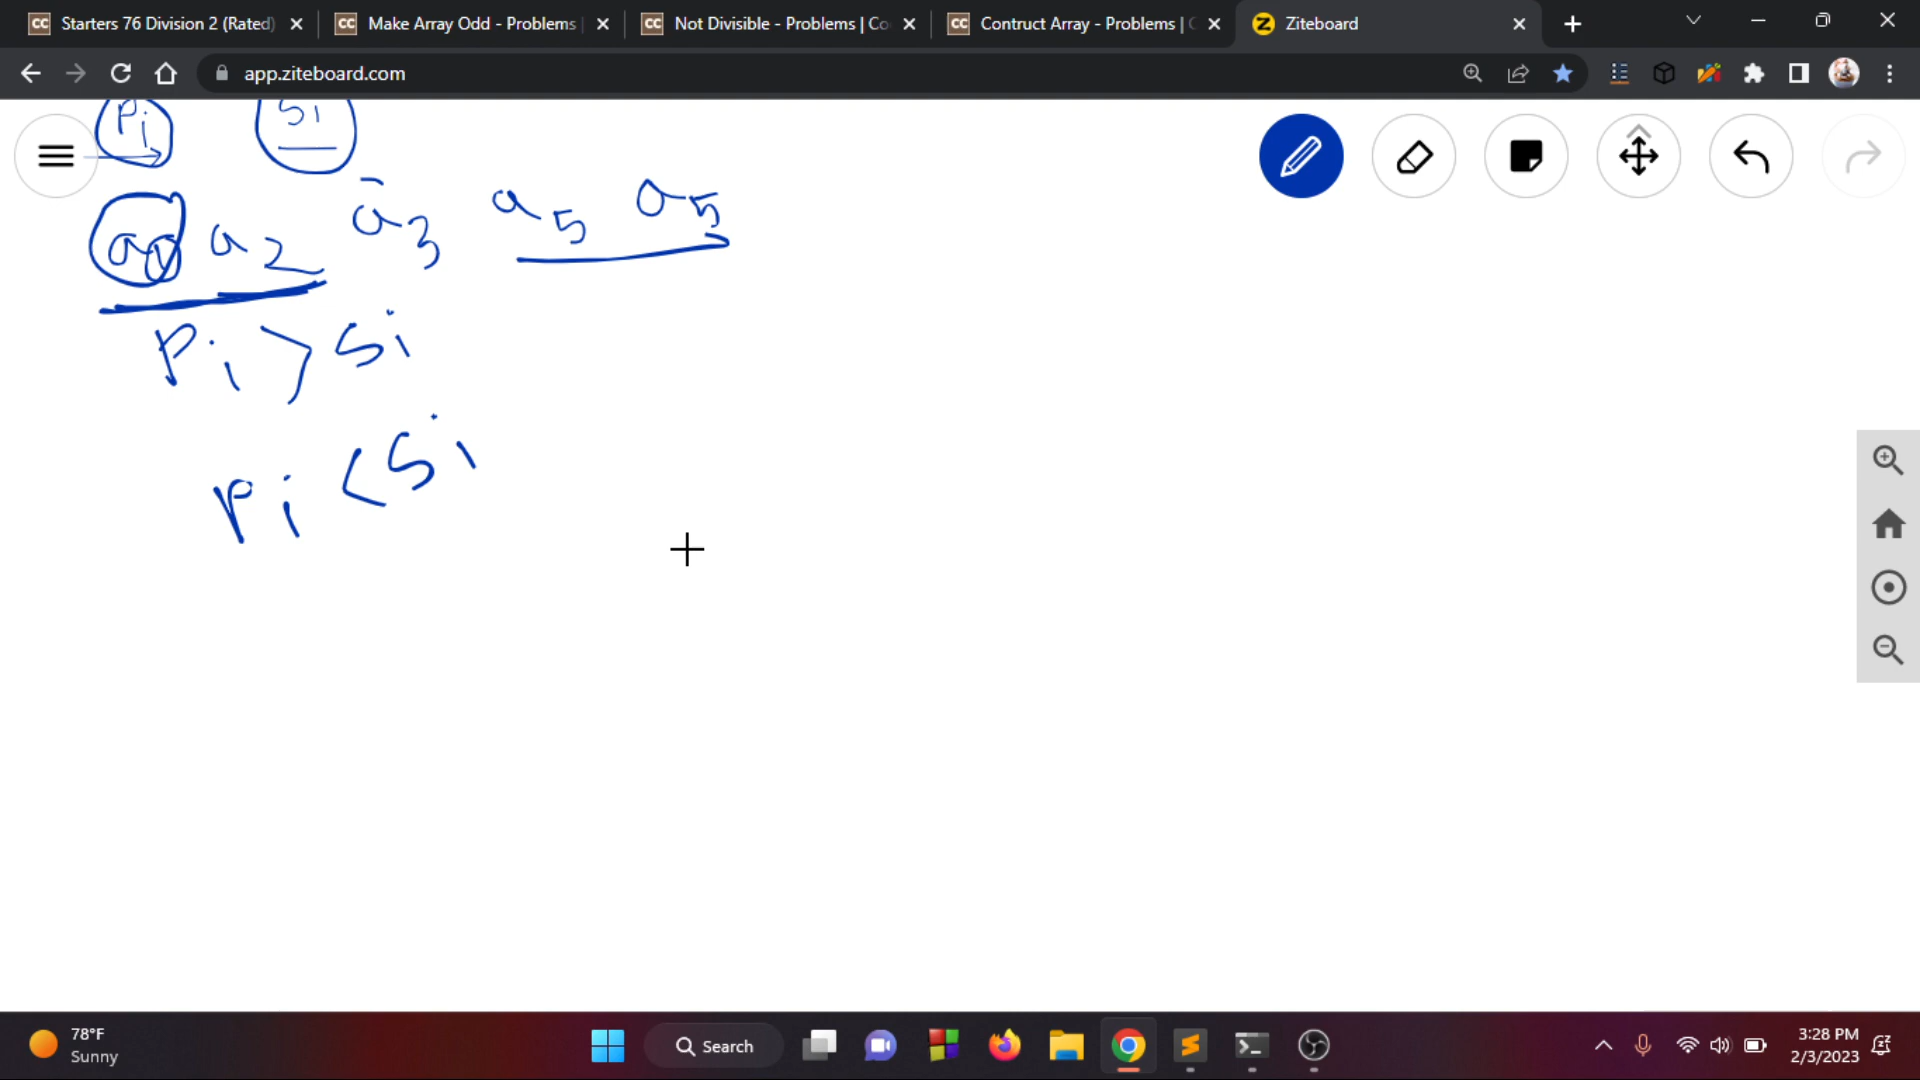 Starters 76 Division 2 (Rated)
Make Array Odd - Problems
Not Divisible - Problems | Co
Contruct Array - Problems | C
Ziteboard
app.ziteboard.com
Pi Si
a2 a3 a5 a5
Pi > Si
Pi < Si
78°F
Sunny
Search
3:28 PM
2/3/2023